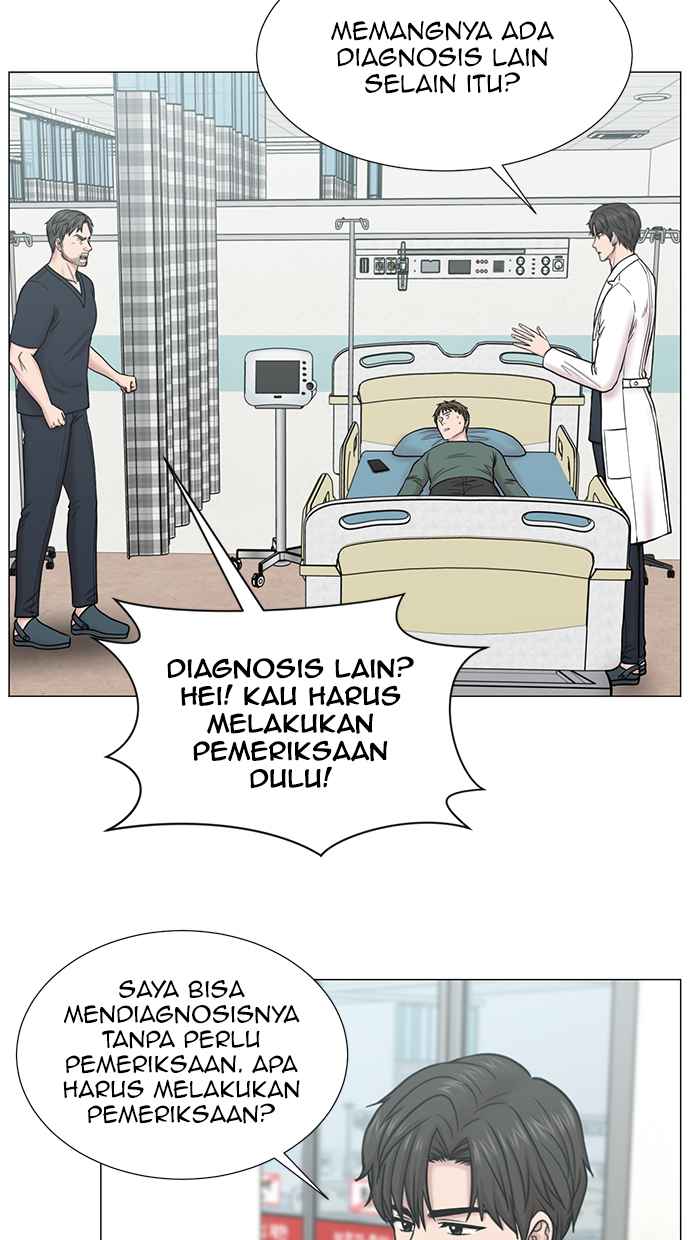 MEMANGNYA ADA
DIAGNOSIS LAIN
SELAIN ITU?
DIAGNOSIS LAIN?
HEI! KAU HARUS
MELAKUKAN
PEMERIKSAAN
DULU!
SAYA BISA
MENDIAGNOSISNYA
TANPA PERLU
PEMERIKSAAN. APA
HARUS MELAKUKAN
PEMERIKSAAN?